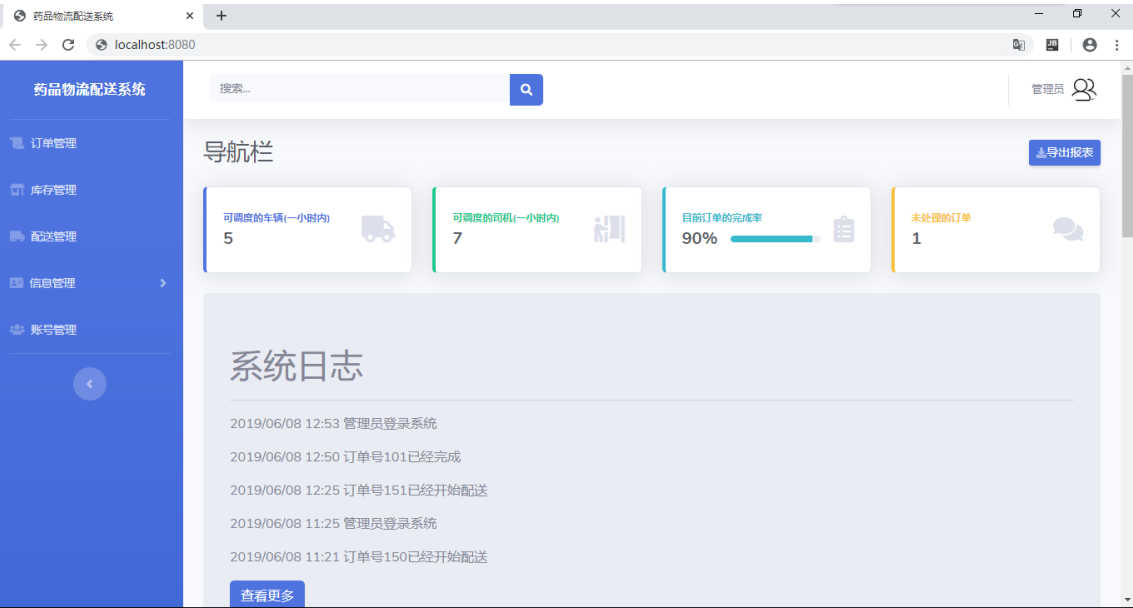 药品物流配送系统
localhost:8080
药品物流配送系统
搜索...
管理员
订单管理
库存管理
配送管理
信息管理
账号管理
导航栏
导出报表
可调度的车辆(一小时内)
5
可调度的司机(一小时内)
7
目前订单的完成率
90%
未处理的订单
1
系统日志
2019/06/08 12:53 管理员登录系统
2019/06/08 12:50 订单号101已经完成
2019/06/08 12:25 订单号151已经开始配送
2019/06/08 11:25 管理员登录系统
2019/06/08 11:21 订单号150已经开始配送
查看更多